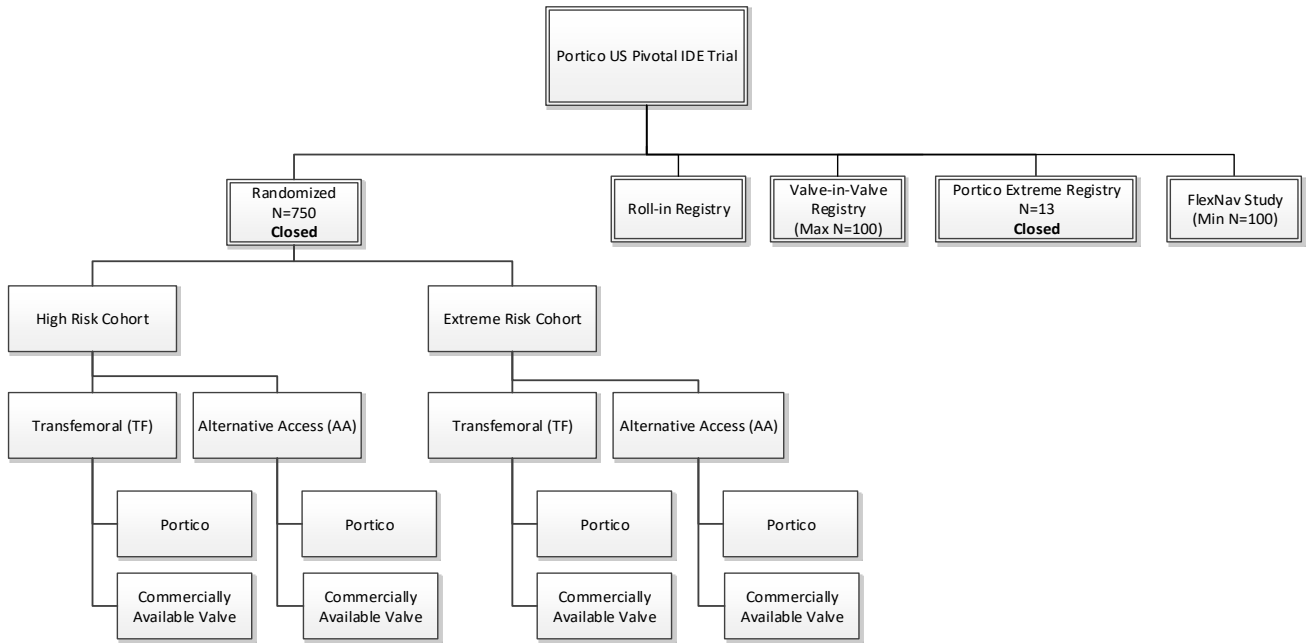 Portico US Pivotal IDE Trial
Randomized
N=750
Closed
Roll-in Registry
Valve-in-Valve
Registry
(Max N=100)
Portico Extreme Registry
N=13
Closed
FlexNav Study
(Min N=100)
High Risk Cohort
Extreme Risk Cohort
Transfemoral (TF)
Alternative Access (AA)
Transfemoral (TF)
Alternative Access (AA)
Portico
Portico
Portico
Portico
Commercially
Available Valve
Commercially
Available Valve
Commercially
Available Valve
Commercially
Available Valve